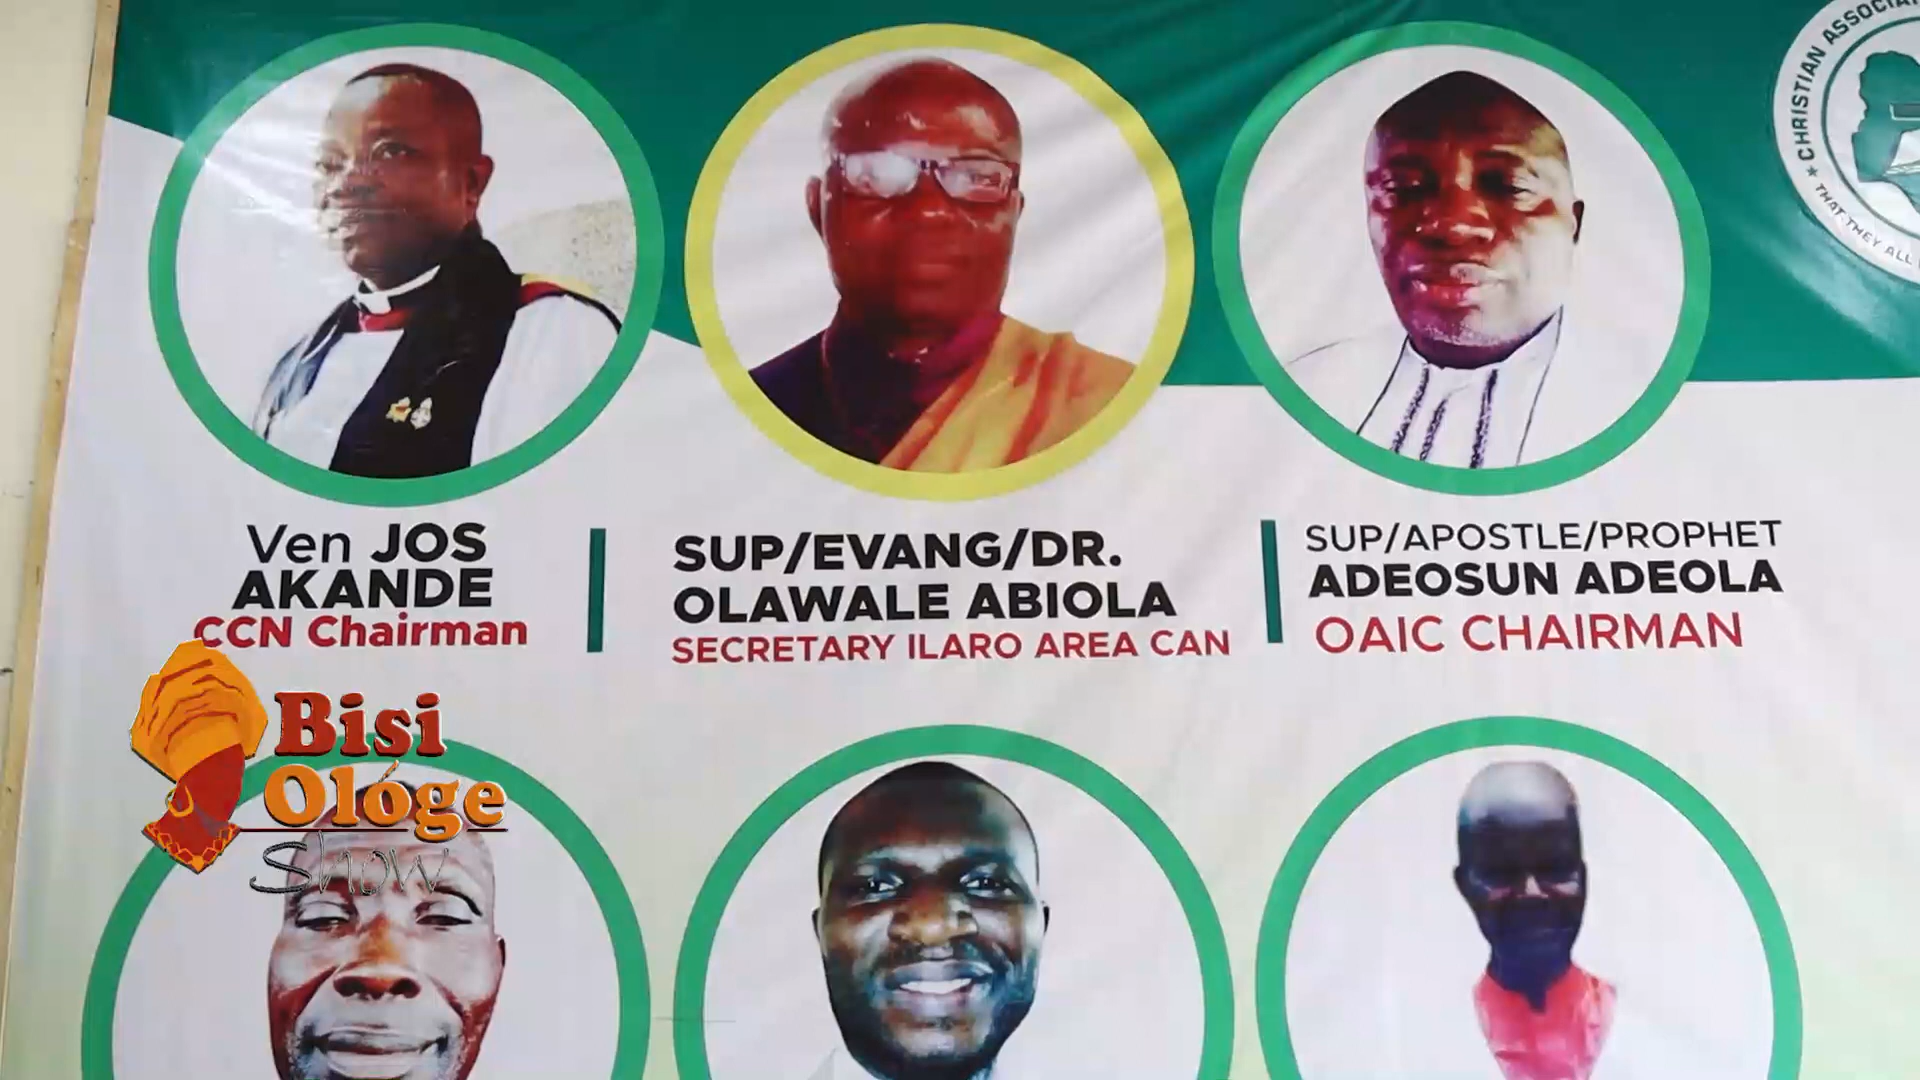 CHRISTIAN ASSOCIA
THAT THEY ALL
Ven JOS
AKANDE
CCN Chairman
SUP/EVANG/DR.
OLAWALE ABIOLA
SECRETARY ILARO AREA CAN
SUP/APOSTLE/PROPHET
ADEOSUN ADEOLA
OAIC CHAIRMAN
Bisi
Ológe
Show